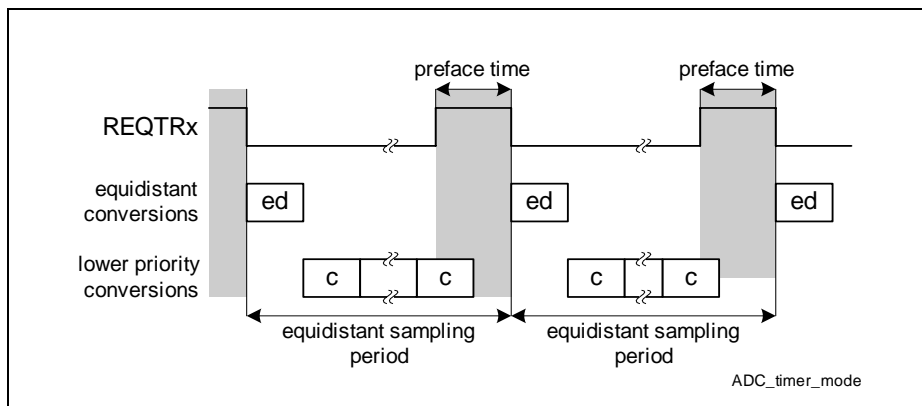 preface time preface time
REQTRx
equidistant
conversions
ed ed ed
lower priority
conversions
c c c c
equidistant sampling
period
equidistant sampling
period
ADC_timer_mode